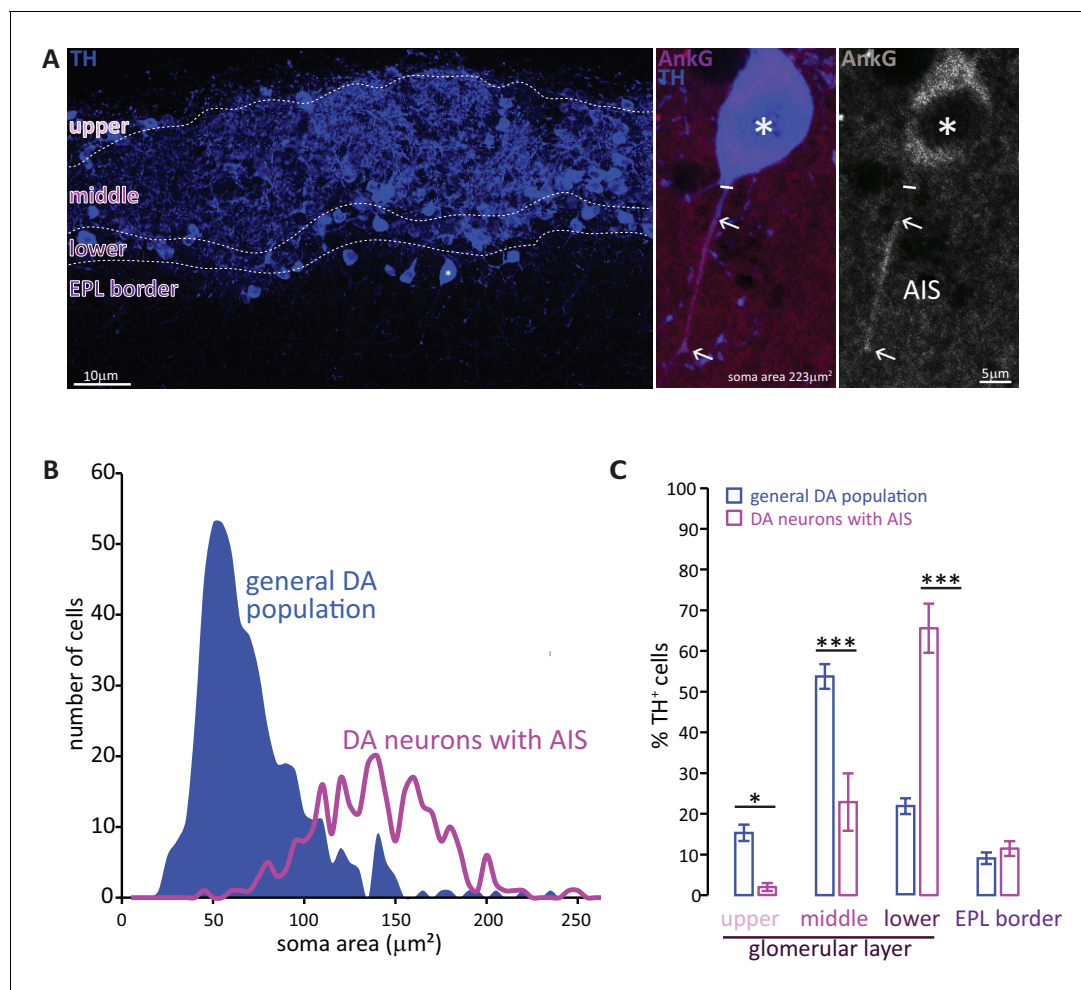 A
TH
upper
middle
lower
EPL border
*
10μm
AnkG
TH
*
soma area 223μm²
AnkG
*
AIS
5μm
B
number of cells
60
50
40
30
20
10
0
general DA
population
DA neurons with AIS
0 50 100 150 200 250
soma area (μm²)
C
% TH⁺ cells
100
90
80
70
60
50
40
30
20
10
0
general DA population
DA neurons with AIS
*
***
***
upper middle lower EPL border
glomerular layer